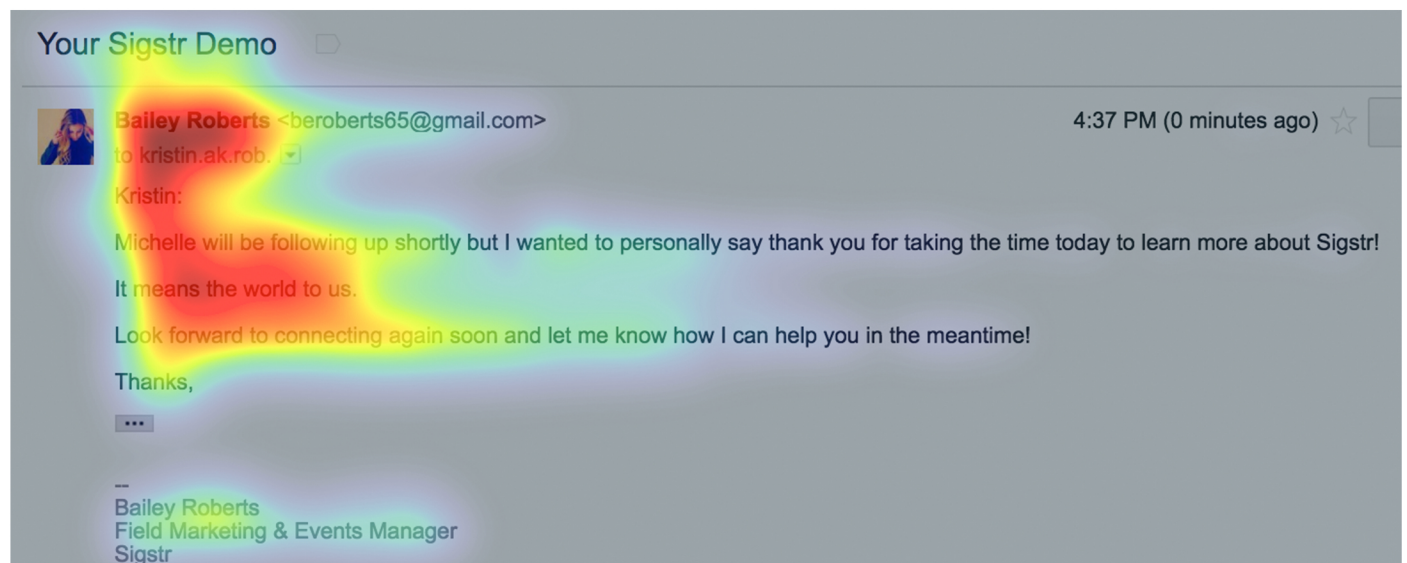 Your Sigstr Demo
Bailey Roberts <beroberts65@gmail.com>
4:37 PM (0 minutes ago)
to kristin.ak.rob.
Kristin:
Michelle will be following up shortly but I wanted to personally say thank you for taking the time today to learn more about Sigstr!
It means the world to us.
Look forward to connecting again soon and let me know how I can help you in the meantime!
Thanks,
•••
--
Bailey Roberts
Field Marketing & Events Manager
Sigstr